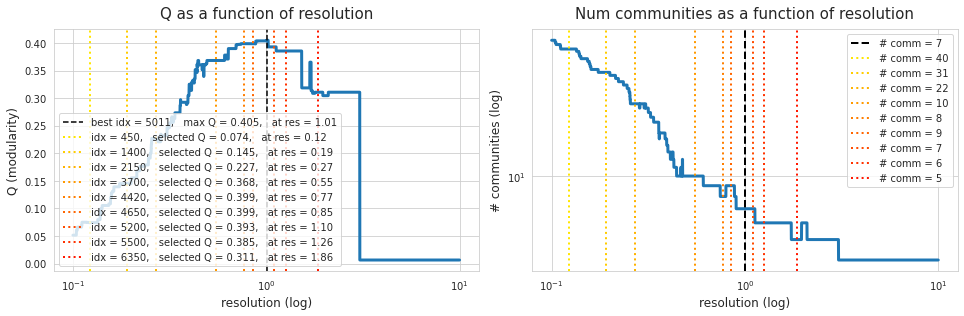 Q as a function of resolution
Q (modularity)
0.40
0.35
0.30
0.25
0.20
0.15
0.10
0.05
0.00
best idx = 5011, max Q = 0.405, at res = 1.01
idx = 450, selected Q = 0.074, at res = 0.12
idx = 1400, selected Q = 0.145, at res = 0.19
idx = 2150, selected Q = 0.227, at res = 0.27
idx = 3700, selected Q = 0.368, at res = 0.55
idx = 4420, selected Q = 0.399, at res = 0.77
idx = 4650, selected Q = 0.399, at res = 0.85
idx = 5200, selected Q = 0.393, at res = 1.10
idx = 5500, selected Q = 0.385, at res = 1.26
idx = 6350, selected Q = 0.311, at res = 1.86
10⁻¹ 10⁰ 10¹
resolution (log)
Num communities as a function of resolution
# communities (log)
10¹
# comm = 7
# comm = 40
# comm = 31
# comm = 22
# comm = 10
# comm = 8
# comm = 9
# comm = 7
# comm = 6
# comm = 5
10⁻¹ 10⁰ 10¹
resolution (log)